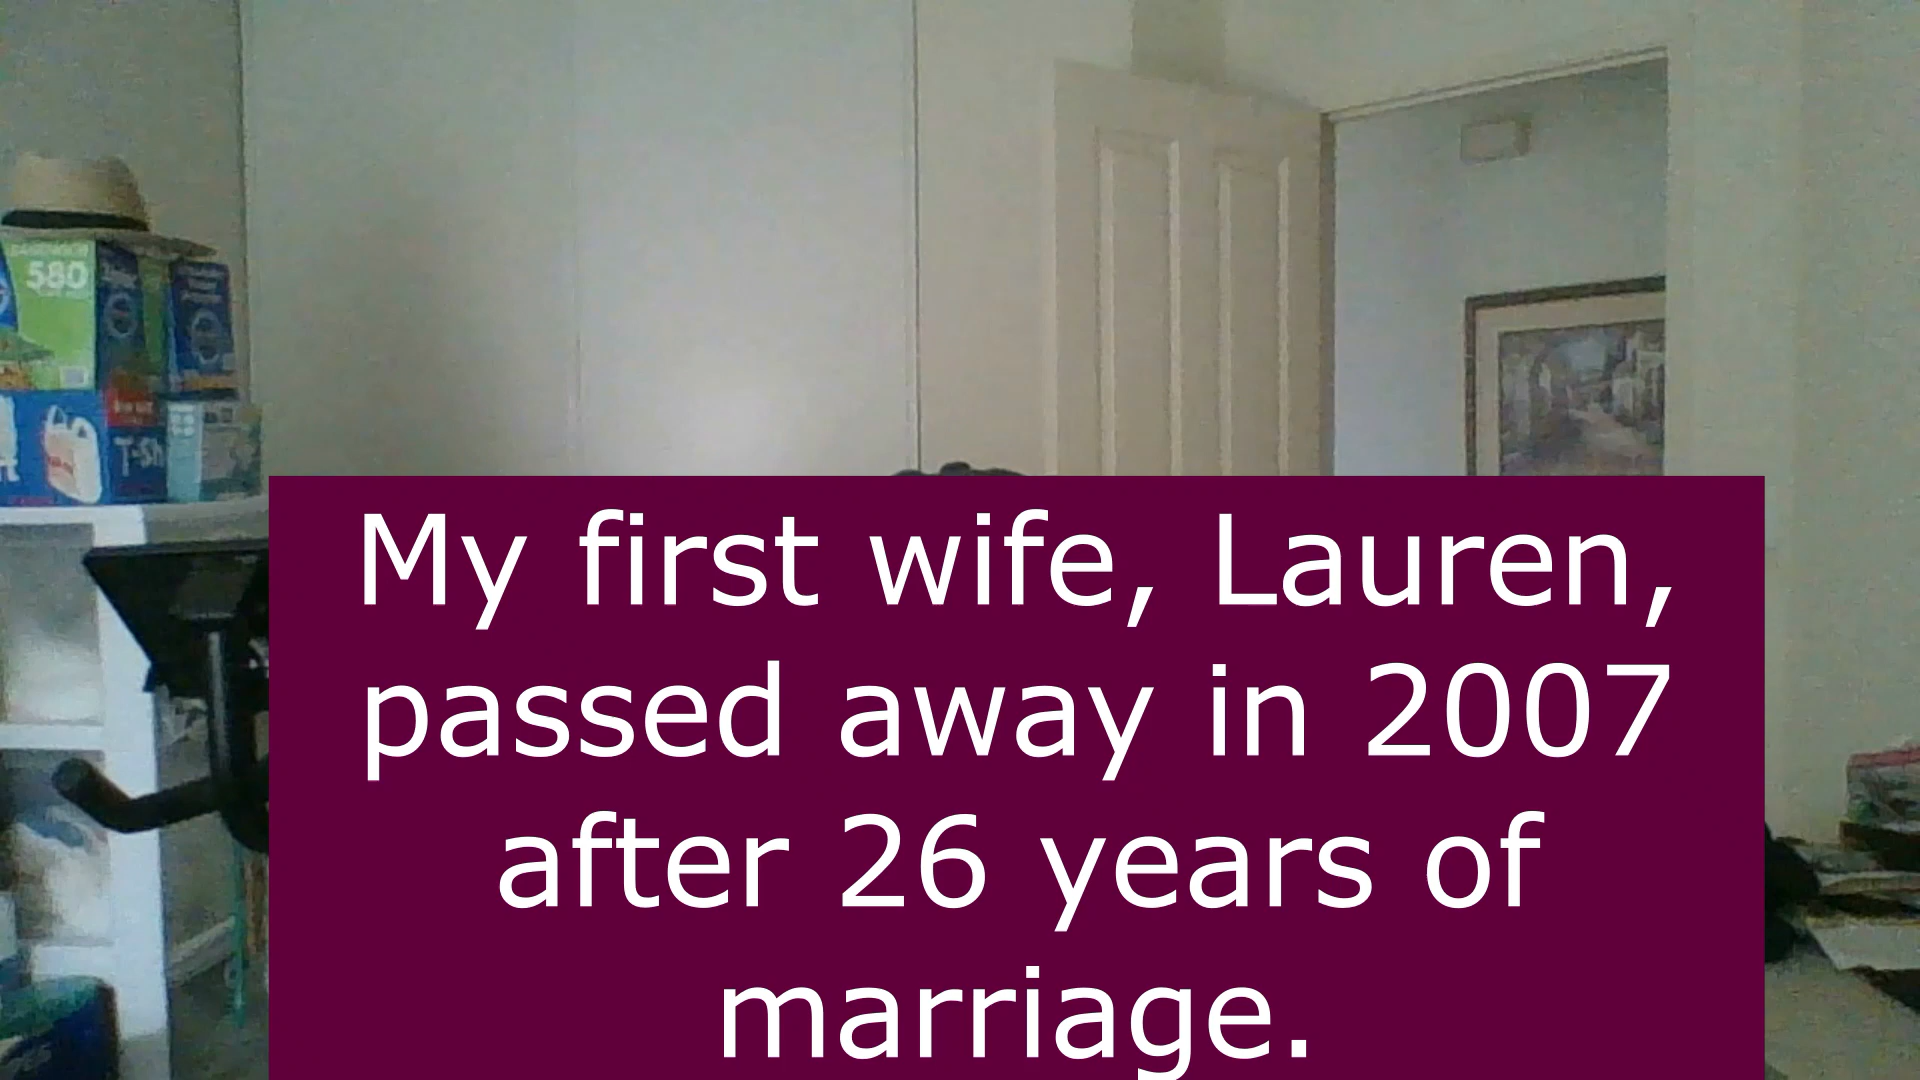 580
T-Sh
My first wife, Lauren,
passed away in 2007
after 26 years of
marriage.